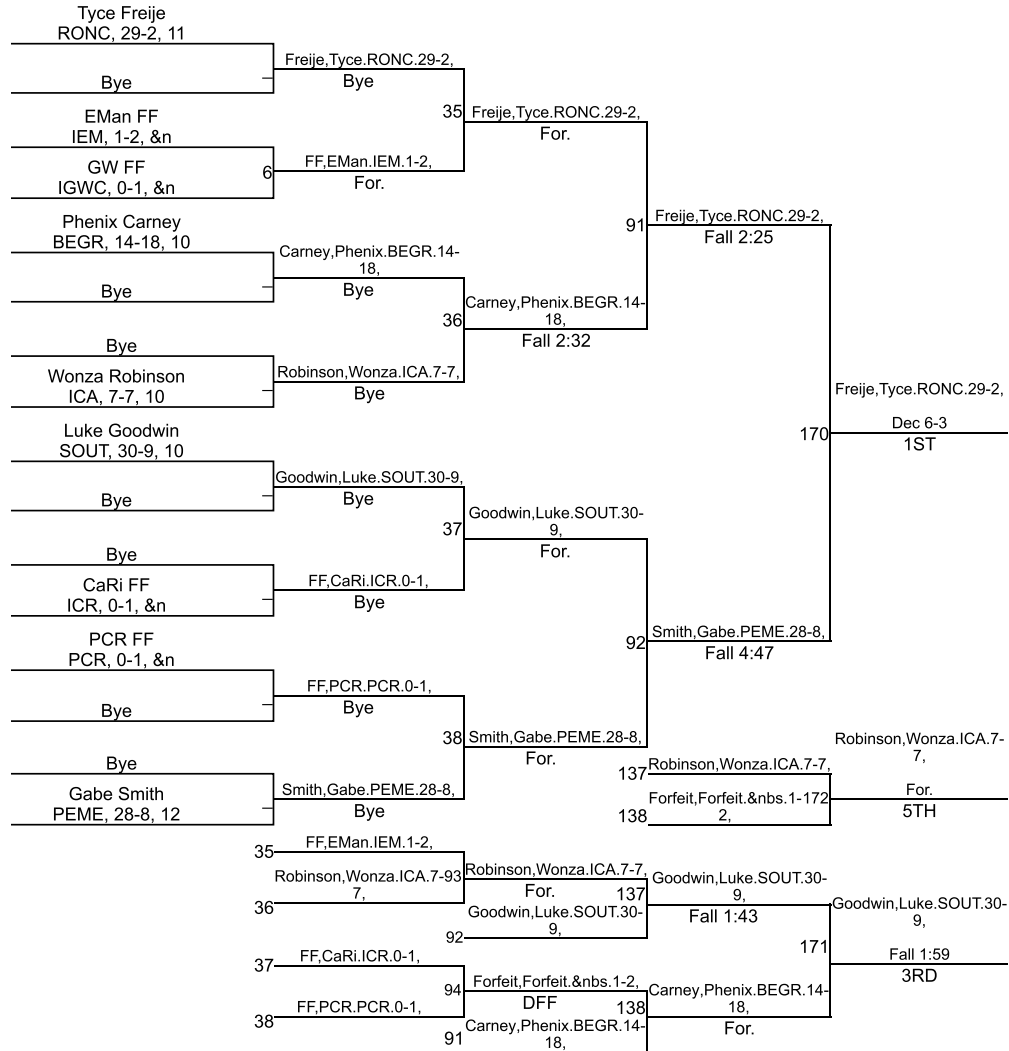 Tyce Freije
RONC, 29-2, 11
Bye
Freije,Tyce.RONC.29-2,
Bye
EMan FF
IEM, 1-2, &n
GW FF
IGWC, 0-1, &n
6
FF,EMan.IEM.1-2,
For.
35
Freije,Tyce.RONC.29-2,
For.
Phenix Carney
BEGR, 14-18, 10
Bye
Carney,Phenix.BEGR.14-
18,
Bye
Bye
Wonza Robinson
ICA, 7-7, 10
Robinson,Wonza.ICA.7-7,
Bye
36
Carney,Phenix.BEGR.14-
18,
Fall 2:32
91
Freije,Tyce.RONC.29-2,
Fall 2:25
Luke Goodwin
SOUT, 30-9, 10
Bye
Goodwin,Luke.SOUT.30-9,
Bye
Bye
CaRi FF
ICR, 0-1, &n
FF,CaRi.ICR.0-1,
Bye
37
Goodwin,Luke.SOUT.30-
9,
For.
PCR FF
PCR, 0-1, &n
Bye
FF,PCR.PCR.0-1,
Bye
Bye
Gabe Smith
PEME, 28-8, 12
Smith,Gabe.PEME.28-8,
Bye
38
Smith,Gabe.PEME.28-8,
For.
92
Smith,Gabe.PEME.28-8,
Fall 4:47
170
Freije,Tyce.RONC.29-2,
Dec 6-3
1ST
137
Robinson,Wonza.ICA.7-7,
138
Forfeit,Forfeit.&nbs.1-172
2,
Robinson,Wonza.ICA.7-
7,
For.
5TH
35
FF,EMan.IEM.1-2,
Robinson,Wonza.ICA.7-93
7,
36
Robinson,Wonza.ICA.7-7,
For.
137
92
Goodwin,Luke.SOUT.30-
9,
Goodwin,Luke.SOUT.30-
9,
Fall 1:43
37
FF,CaRi.ICR.0-1,
38
FF,PCR.PCR.0-1,
94
Forfeit,Forfeit.&nbs.1-2,
DFF
138
91
Carney,Phenix.BEGR.14-
18,
Carney,Phenix.BEGR.14-
18,
For.
171
Goodwin,Luke.SOUT.30-
9,
Fall 1:59
3RD